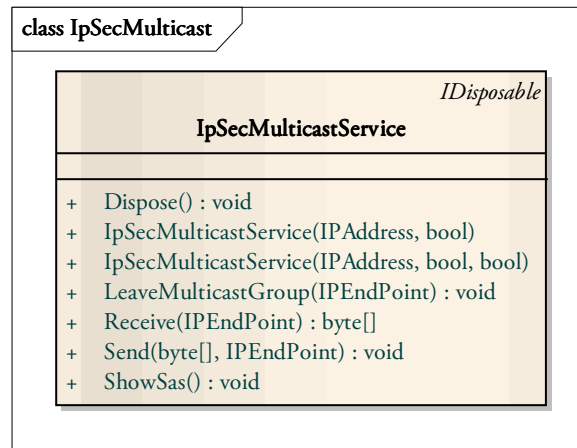 class IpSecMulticast
IDisposable
IpSecMulticastService
+ Dispose() : void
+ IpSecMulticastService(IPAddress, bool)
+ IpSecMulticastService(IPAddress, bool, bool)
+ LeaveMulticastGroup(IPEndPoint) : void
+ Receive(IPEndPoint) : byte[]
+ Send(byte[], IPEndPoint) : void
+ ShowSas() : void